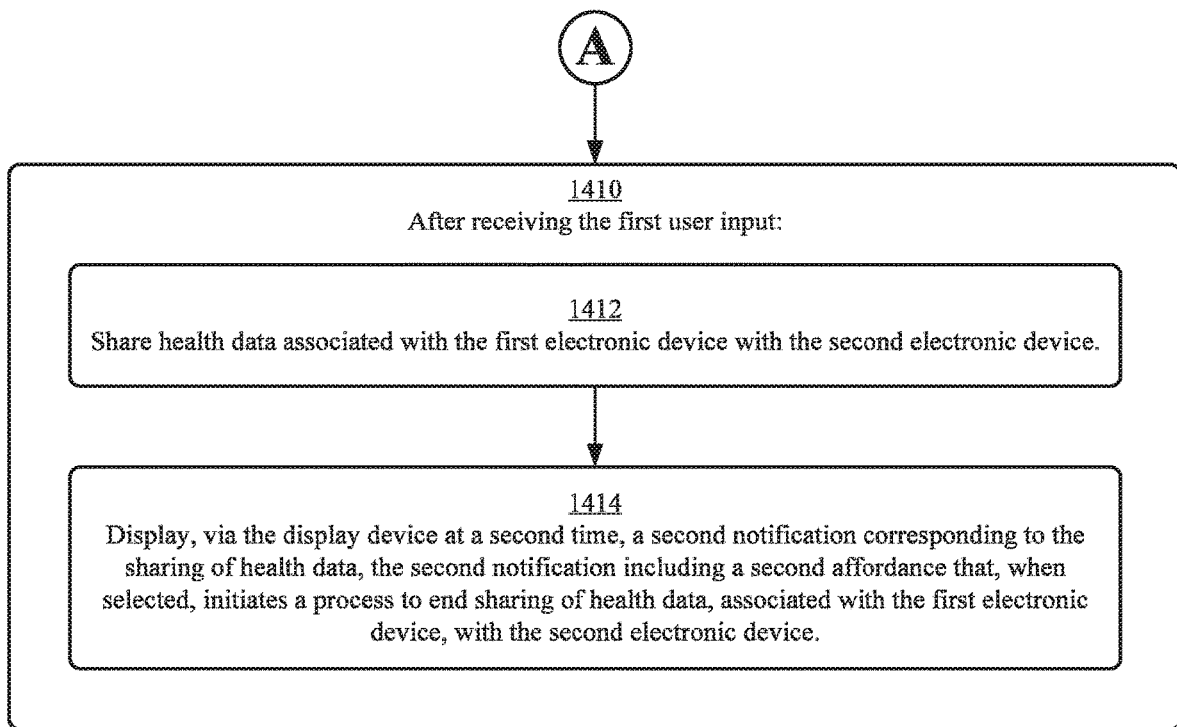 A
1410
After receiving the first user input:
1412
Share health data associated with the first electronic device with the second electronic device.
1414
Display, via the display device at a second time, a second notification corresponding to the
sharing of health data, the second notification including a second affordance that, when
selected, initiates a process to end sharing of health data, associated with the first electronic
device, with the second electronic device.